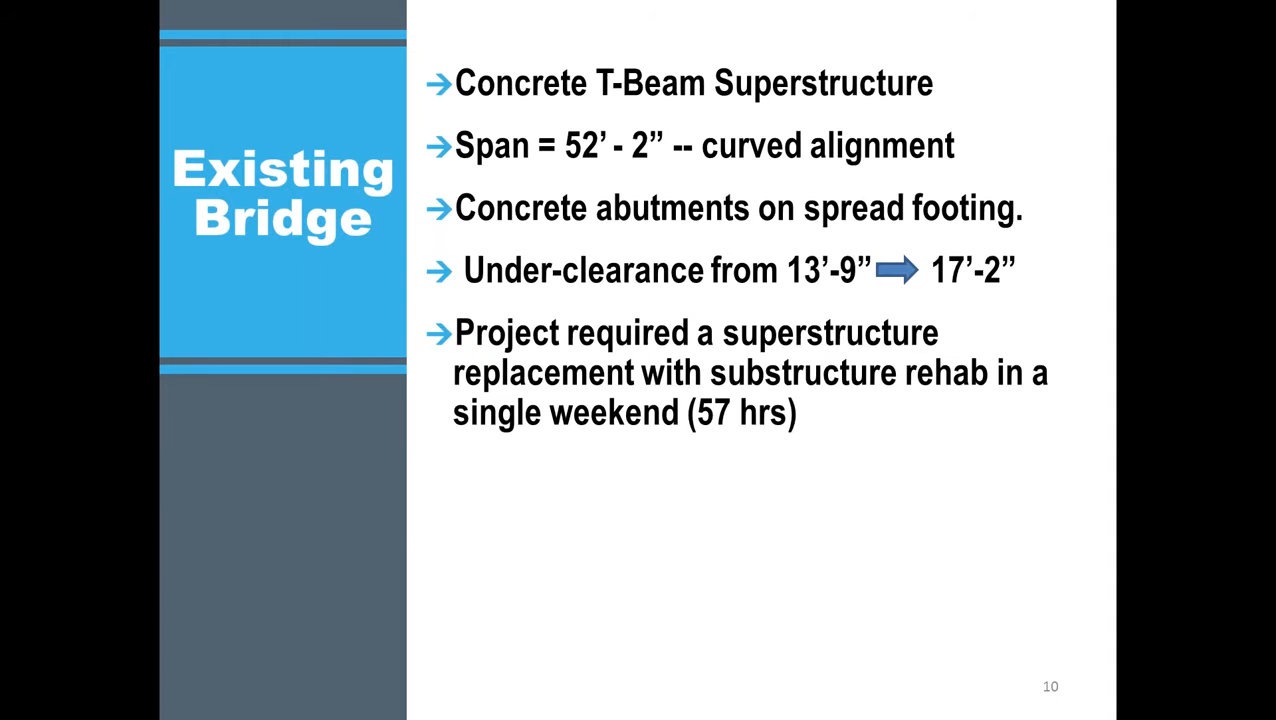 Existing
Bridge
Concrete T-Beam Superstructure
Span = 52’ - 2” -- curved alignment
Concrete abutments on spread footing.
Under-clearance from 13’-9” 17’-2”
Project required a superstructure
replacement with substructure rehab in a
single weekend (57 hrs)
10